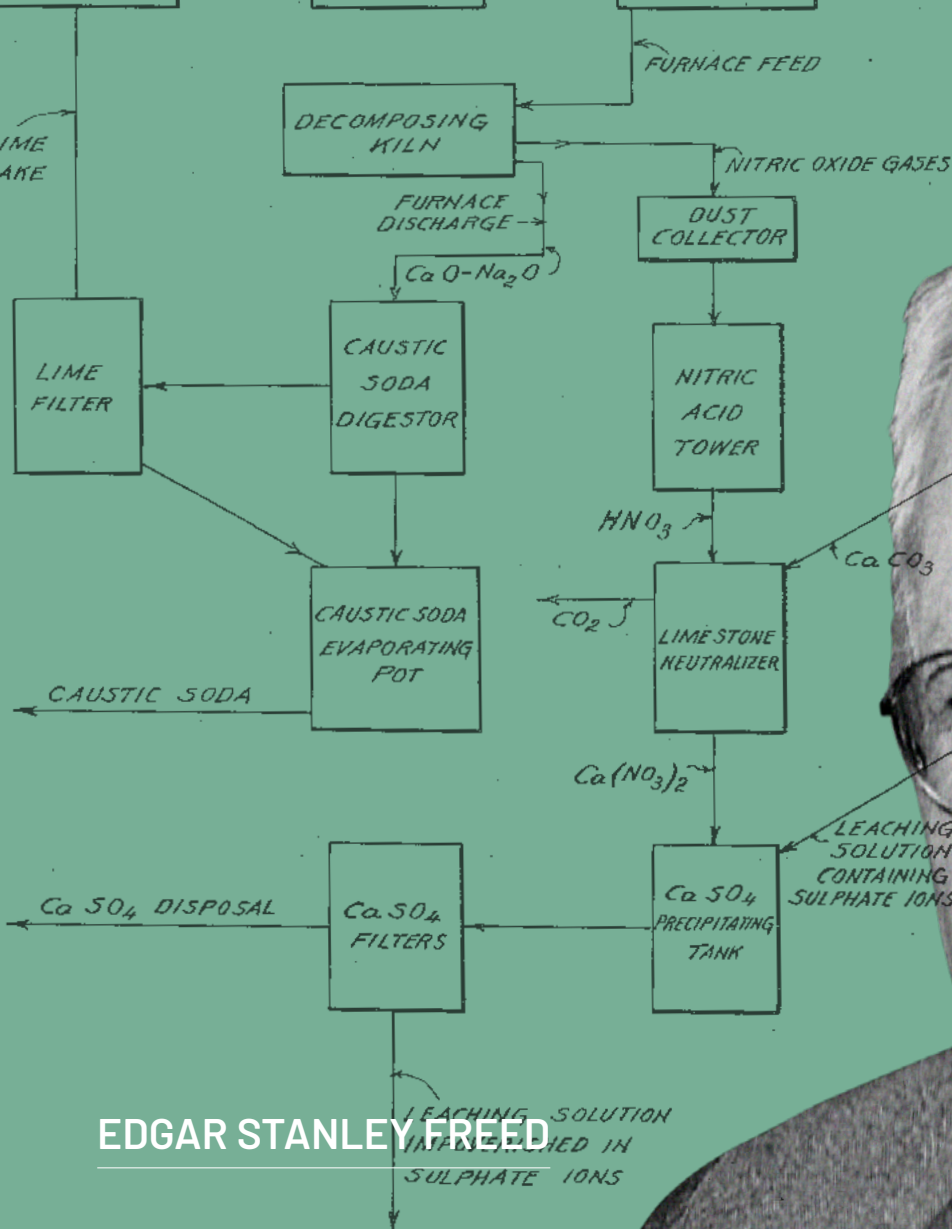 FURNACE FEED
DECOMPOSING
KILN
NITRIC OXIDE GASES
FURNACE
DISCHARGE
DUST
COLLECTOR
CaO-Na₂O
LIME
FILTER
CAUSTIC
SODA
DIGESTOR
NITRIC
ACID
TOWER
HNO₃
CaCO₃
CAUSTIC SODA
EVAPORATING
POT
CO₂
LIMESTONE
NEUTRALIZER
CAUSTIC SODA
Ca(NO₃)₂
LEACHING
SOLUTION
CONTAINING
SULPHATE IONS
CaSO₄ DISPOSAL
CaSO₄
FILTERS
CaSO₄
PRECIPITATING
TANK
LEACHING SOLUTION
IMPOVERISHED IN
SULPHATE IONS
EDGAR STANLEY FREED